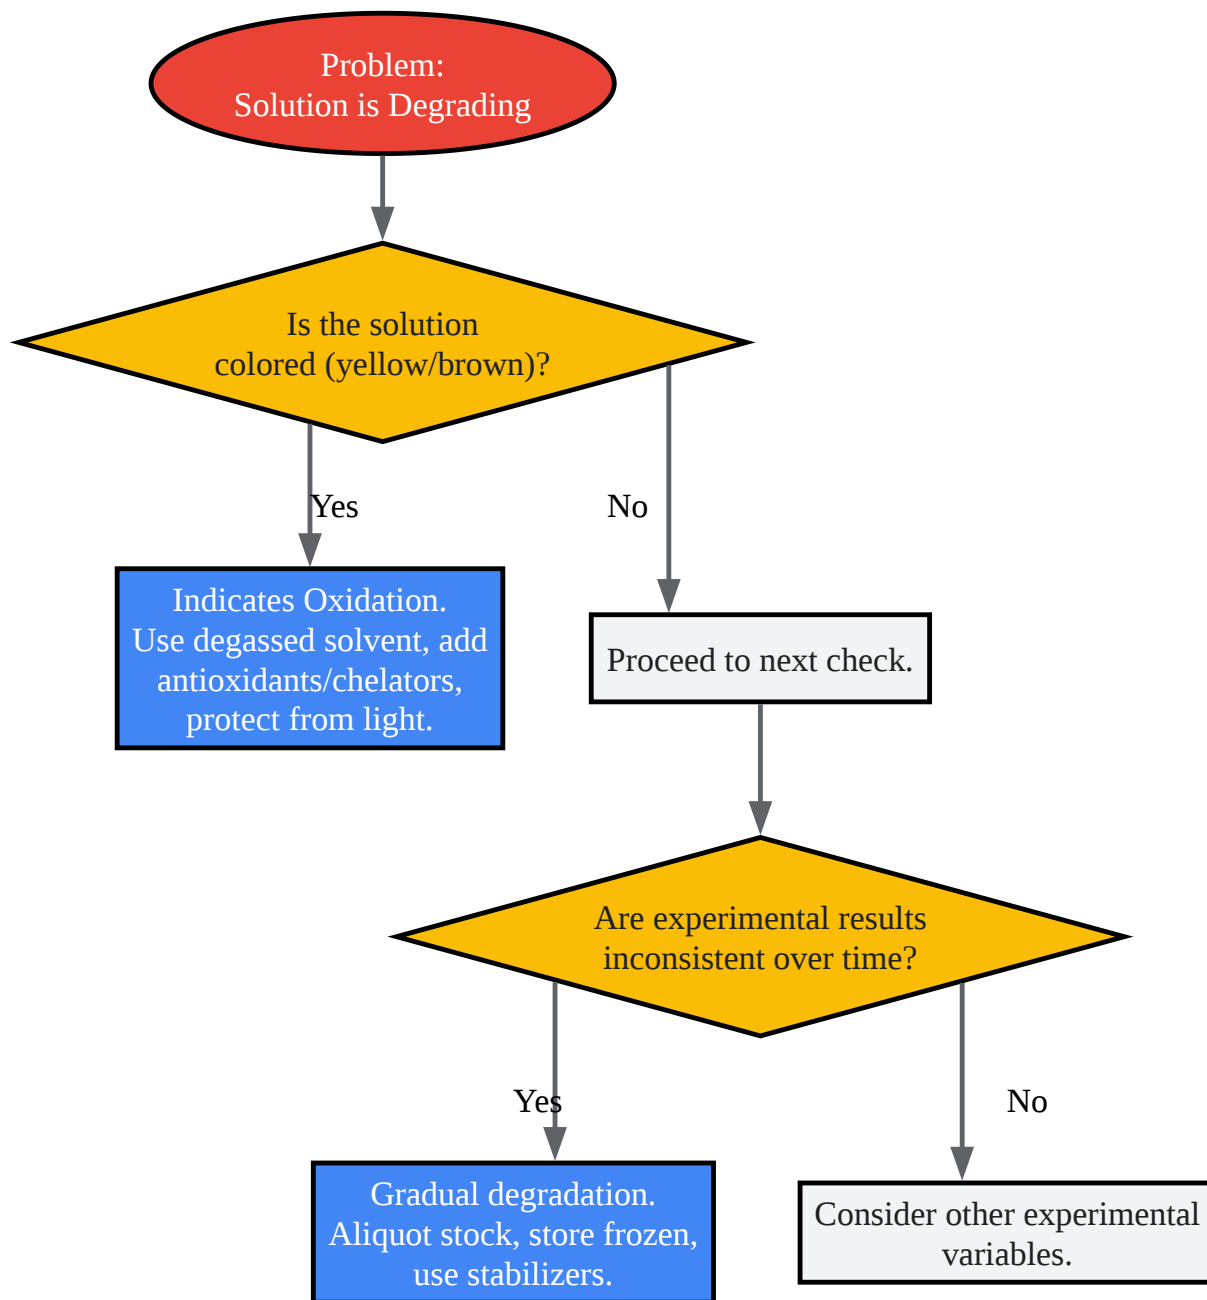 Problem:
Solution is Degrading
Is the solution
colored (yellow/brown)?
Yes
No
Indicates Oxidation.
Use degassed solvent, add
antioxidants/chelators,
protect from light.
Proceed to next check.
Are experimental results
inconsistent over time?
Yes
No
Gradual degradation.
Aliquot stock, store frozen,
use stabilizers.
Consider other experimental
variables.